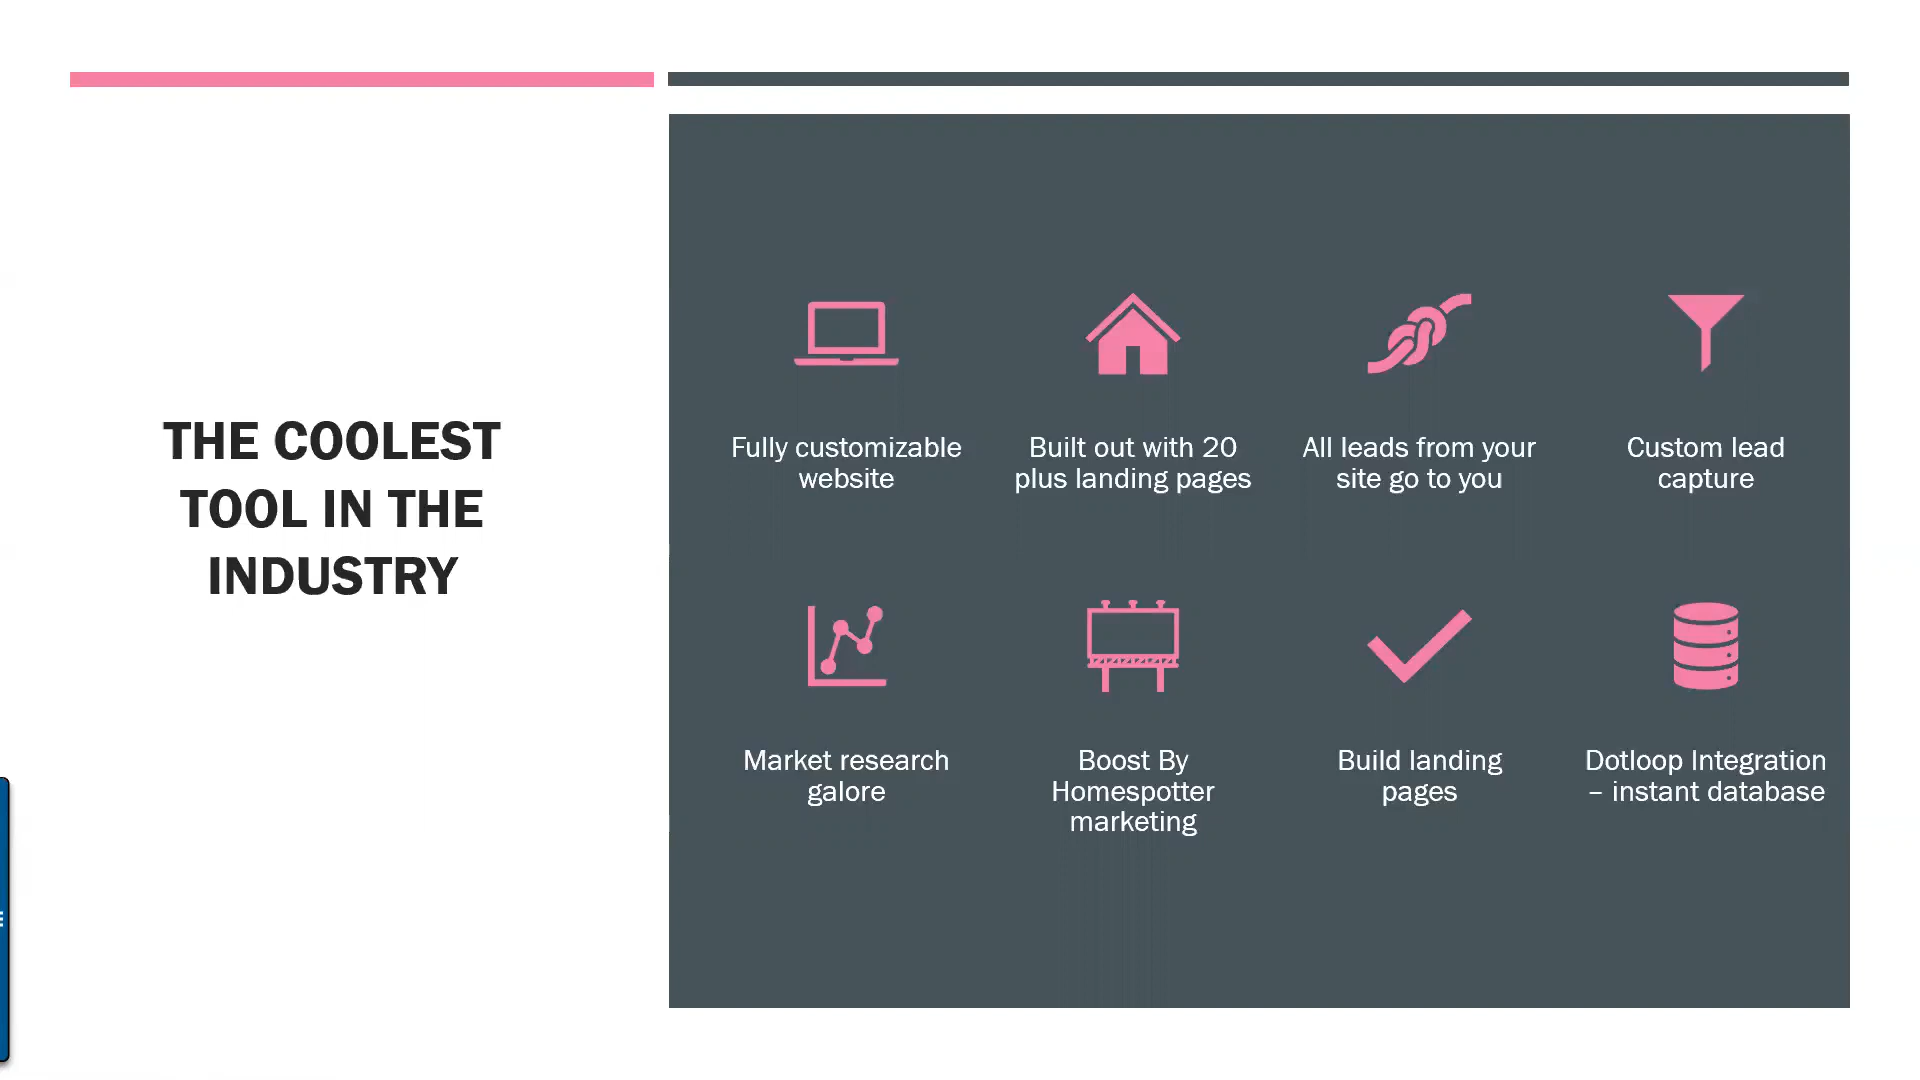 THE COOLEST
TOOL IN THE
INDUSTRY
Fully customizable
website
Built out with 20
plus landing pages
All leads from your
site go to you
Custom lead
capture
Market research
galore
Boost By
Homespotter
marketing
Build landing
pages
Dotloop Integration
– instant database